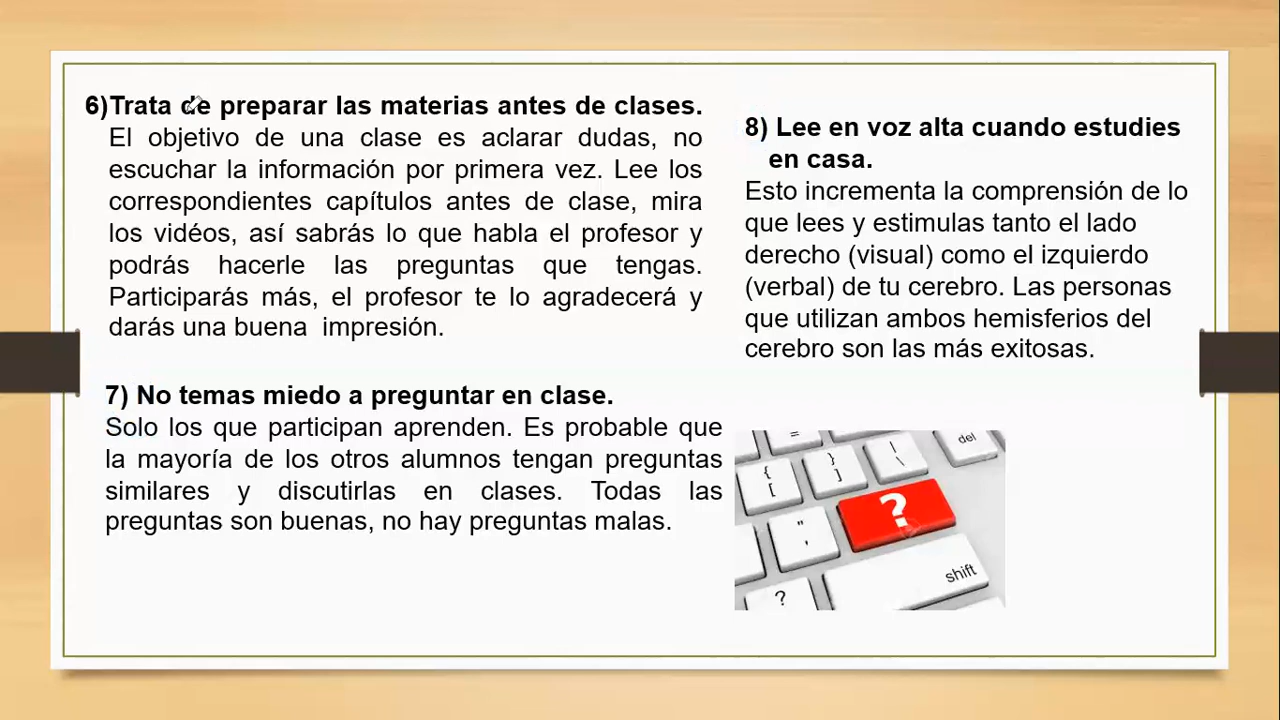 6)Trata de preparar las materias antes de clases.
El objetivo de una clase es aclarar dudas, no
escuchar la información por primera vez. Lee los
correspondientes capítulos antes de clase, mira
los vidéos, así sabrás lo que habla el profesor y
podrás hacerle las preguntas que tengas.
Participarás más, el profesor te lo agradecerá y
darás una buena impresión.
7) No temas miedo a preguntar en clase.
Solo los que participan aprenden. Es probable que
la mayoría de los otros alumnos tengan preguntas
similares y discutirlas en clases. Todas las
preguntas son buenas, no hay preguntas malas.
8) Lee en voz alta cuando estudies
en casa.
Esto incrementa la comprensión de lo
que lees y estimulas tanto el lado
derecho (visual) como el izquierdo
(verbal) de tu cerebro. Las personas
que utilizan ambos hemisferios del
cerebro son las más exitosas.
=
del
{
[
}
]
|
\
"
'
?
shift
?